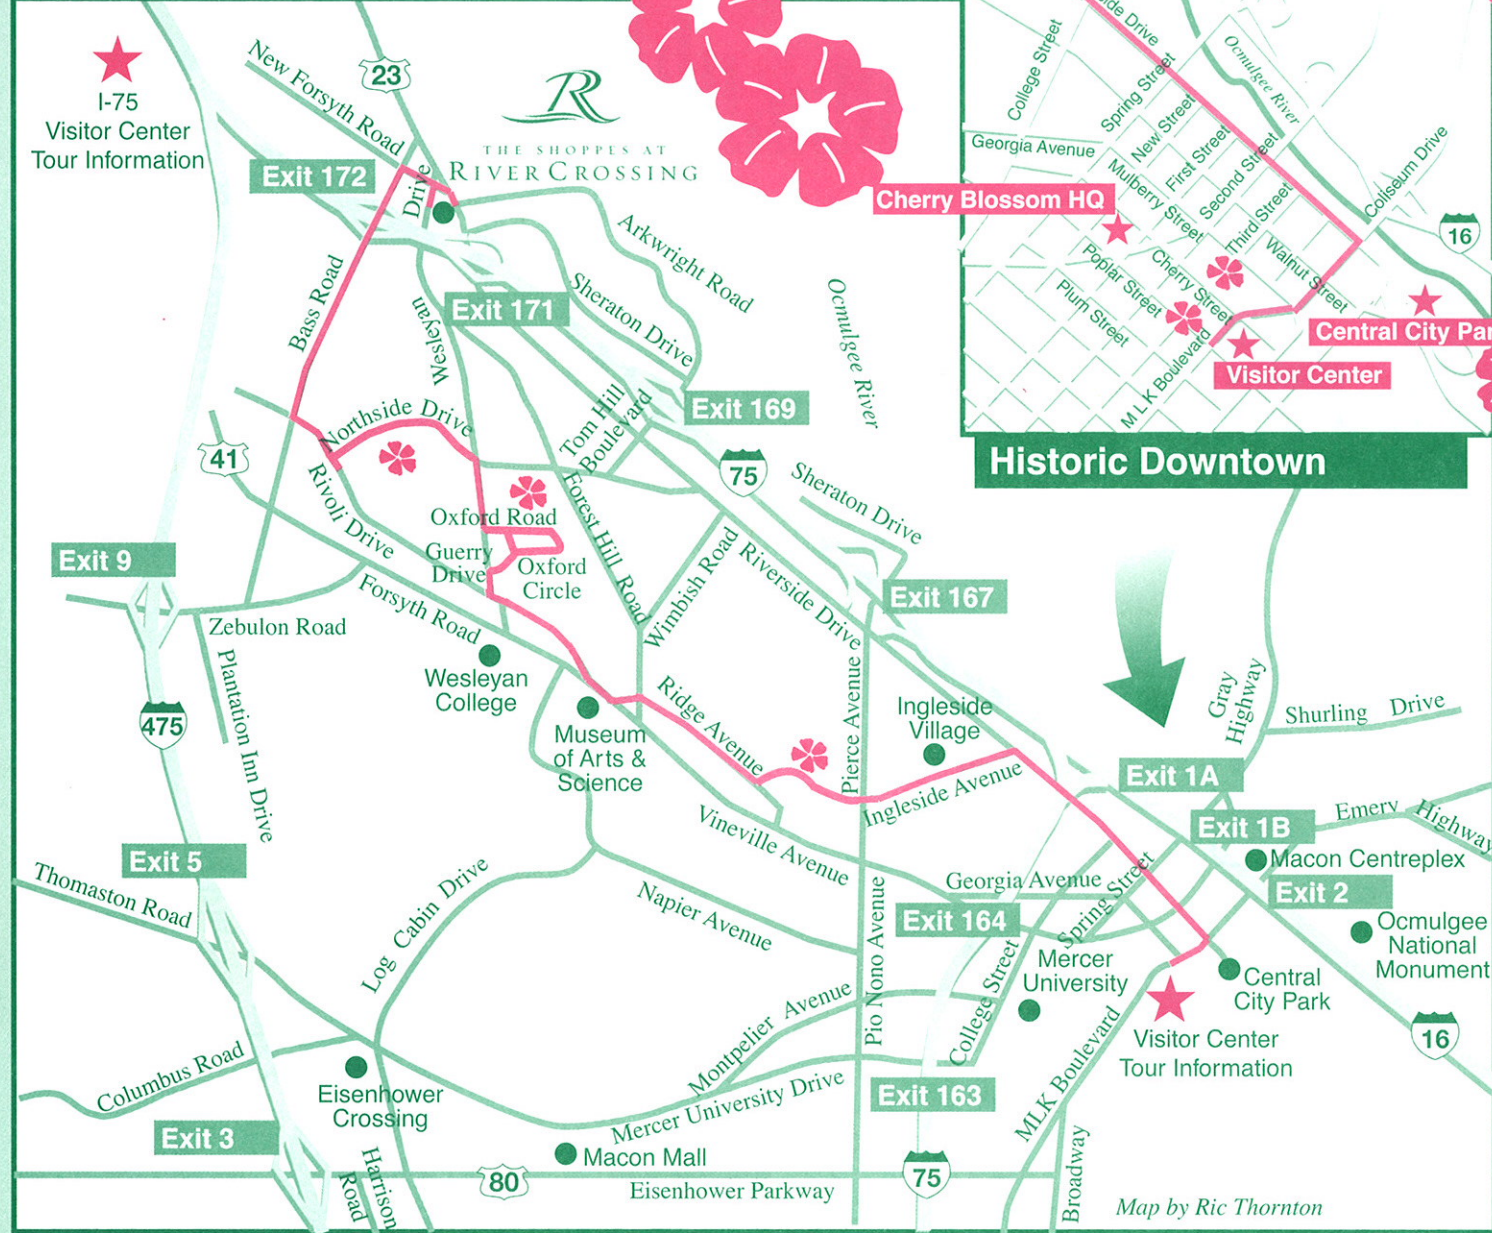 I-75
Visitor Center
Tour Information
New Forsyth Road
23
R
THE SHOPPES AT
RIVER CROSSING
Exit 172
Drive
Arkwright Road
Bass Road
Wesleyan
Exit 171
Sheraton Drive
Ocmulgee River
Tom Hill
Boulevard
Exit 169
Northside Drive
41
Rivoli Drive
75
Sheraton Drive
Oxford Road
Guerry
Drive
Oxford
Circle
Forest Hill Road
Wimbish Road
Riverside Drive
Exit 9
Exit 167
Forsyth Road
Zebulon Road
Plantation Inn Drive
Wesleyan
College
475
Museum
of Arts &
Science
Ridge Avenue
Pierce Avenue
Ingleside
Village
Ingleside Avenue
Vineville Avenue
Gray
Highway
Shurling Drive
Exit 1A
Exit 1B
Emery Highway
Macon Centreplex
Exit 2
Exit 5
Thomaston Road
Log Cabin Drive
Napier Avenue
Georgia Avenue
Exit 164
Spring Street
Ocmulgee
National
Monument
Mercer
University
Central
City Park
College Street
Pio Nono Avenue
Montpelier Avenue
Visitor Center
Tour Information
16
MLK Boulevard
Columbus Road
Eisenhower
Crossing
Mercer University Drive
Exit 163
Exit 3
Macon Mall
80
Eisenhower Parkway
75
Harrison
Road
Broadway
Map by Ric Thornton
ide Drive
College Street
Ocmulgee River
Spring Street
New Street
Georgia Avenue
First Street
Second Street
Third Street
Mulberry Street
Coliseum Drive
Cherry Blossom HQ
16
Walnut Street
Cherry Street
Poplar Street
Plum Street
Central City Par
MLK Boulevard
Visitor Center
Historic Downtown